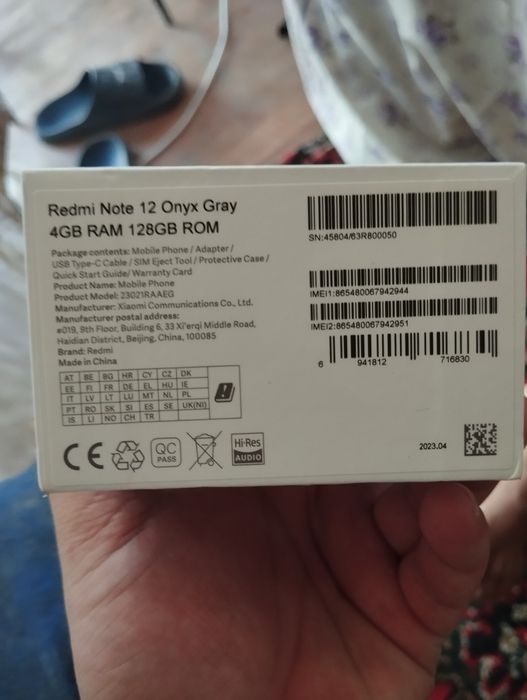 Redmi Note 12 Onyx Gray
4GB RAM 128GB ROM
Package contents: Mobile Phone / Adapter /
USB Type-C Cable / SIM Eject Tool / Protective Case /
Quick Start Guide/ Warranty Card
Product Name: Mobile Phone
Product Model: 23021RAAEG
Manufacturer: Xiaomi Communications Co., Ltd.
Manufacturer postal address:
#019, 9th Floor, Building 6, 33 Xi'erqi Middle Road,
Haidian District, Beijing, China, 100085
Brand: Redmi
Made in China
AT BE BG HR CY CZ DK
EE FI FR DE EL HU IE
IT LV LT LU MT NL PL
PT RO SK SI ES SE UK(NI)
IS LI NO CH TR
CE
QC
PASS
Hi-Res
AUDIO
SN:45804/63R800050
IMEI1:865480067942944
IMEI2:865480067942951
6 941812 716830
2023.04